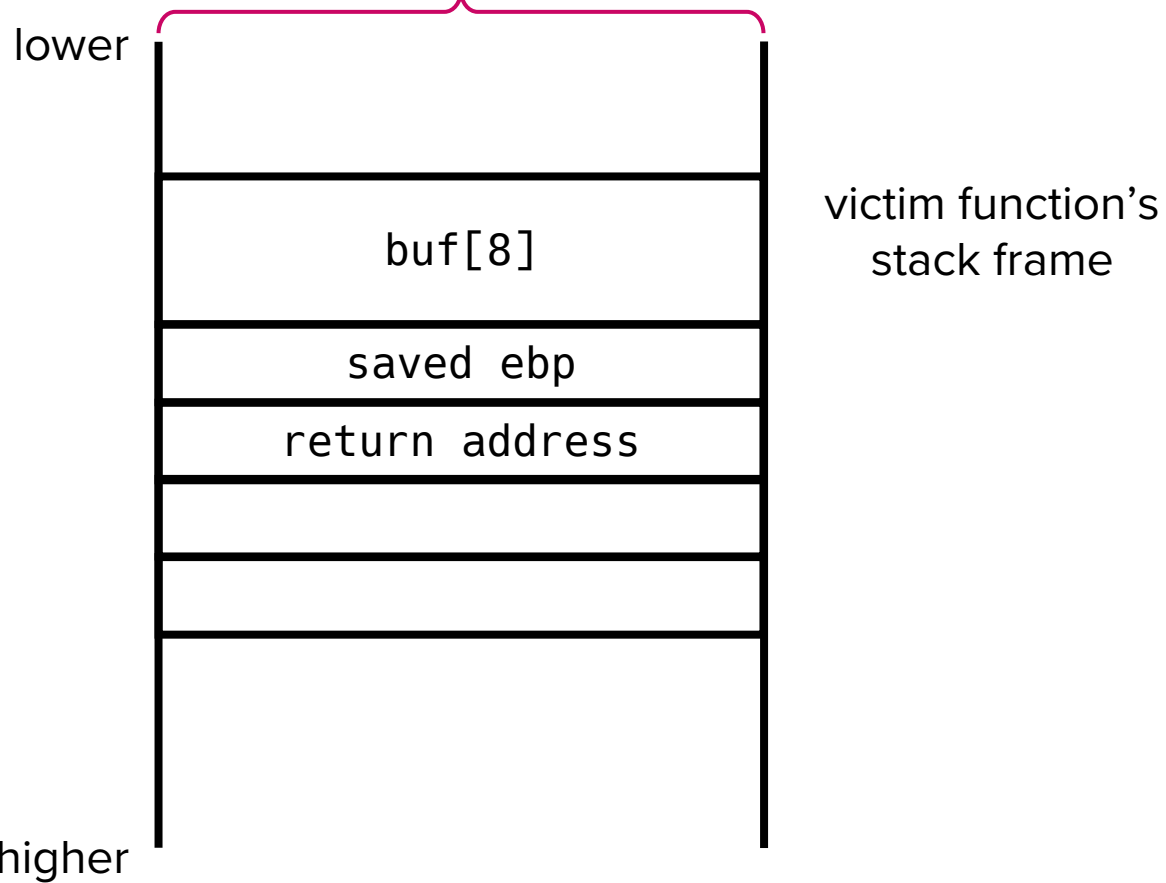 lower
buf[8]
victim function’s
stack frame
saved ebp
return address
higher